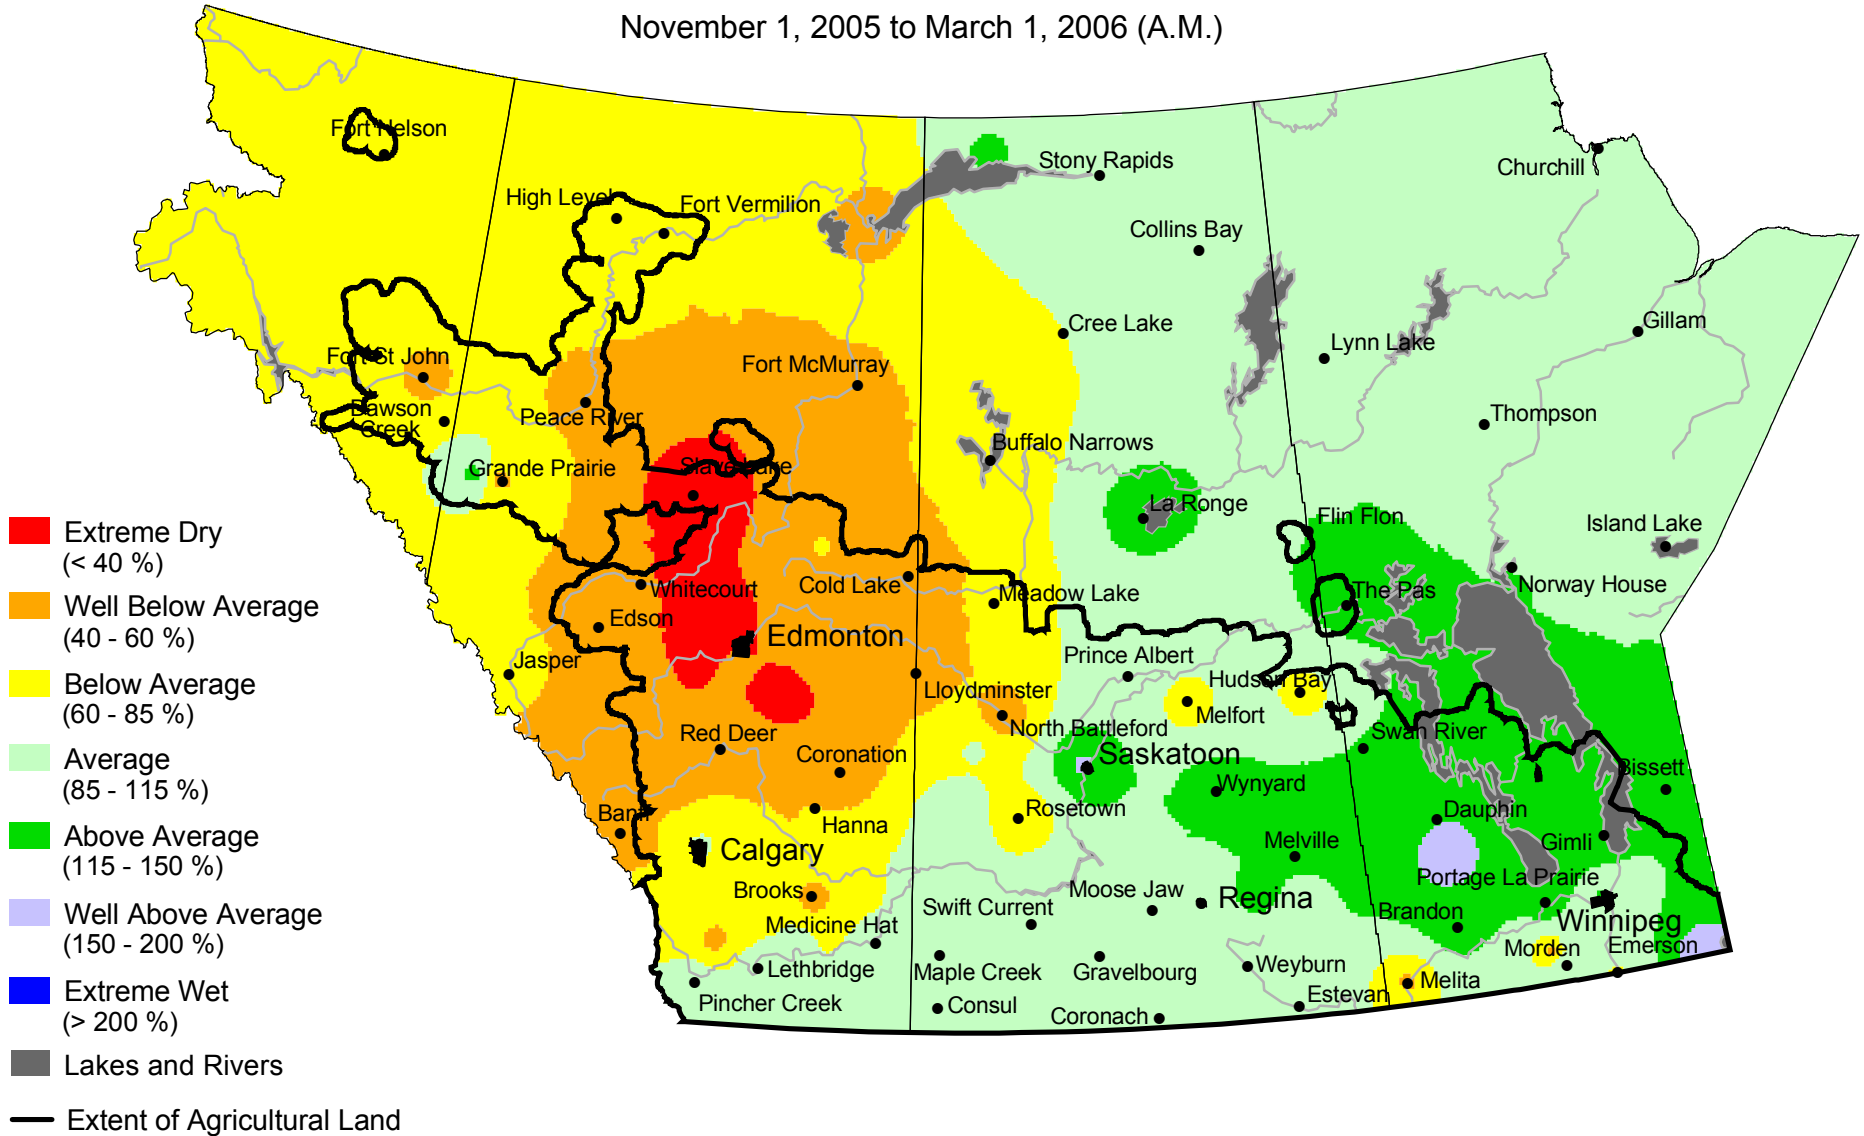 November 1, 2005 to March 1, 2006 (A.M.)
Fort Nelson
High Level
Fort Vermilion
Stony Rapids
Churchill
Collins Bay
Cree Lake
Gillam
Lynn Lake
Fort St John
Fort McMurray
Dawson
Creek
Peace River
Thompson
Buffalo Narrows
Grande Prairie
Slave Lake
La Ronge
Flin Flon
Island Lake
Whitecourt
Cold Lake
Meadow Lake
The Pas
Norway House
Edson
Edmonton
Jasper
Prince Albert
Hudson Bay
Lloydminster
Melfort
North Battleford
Red Deer
Swan River
Coronation
Saskatoon
Bissett
Wynyard
Banff
Hanna
Rosetown
Dauphin
Calgary
Melville
Gimli
Brooks
Moose Jaw
Regina
Portage La Prairie
Swift Current
Brandon
Winnipeg
Medicine Hat
Morden
Emerson
Lethbridge
Maple Creek
Gravelbourg
Weyburn
Melita
Pincher Creek
Consul
Coronach
Estevan
Extreme Dry
(< 40 %)
Well Below Average
(40 - 60 %)
Below Average
(60 - 85 %)
Average
(85 - 115 %)
Above Average
(115 - 150 %)
Well Above Average
(150 - 200 %)
Extreme Wet
(> 200 %)
Lakes and Rivers
Extent of Agricultural Land